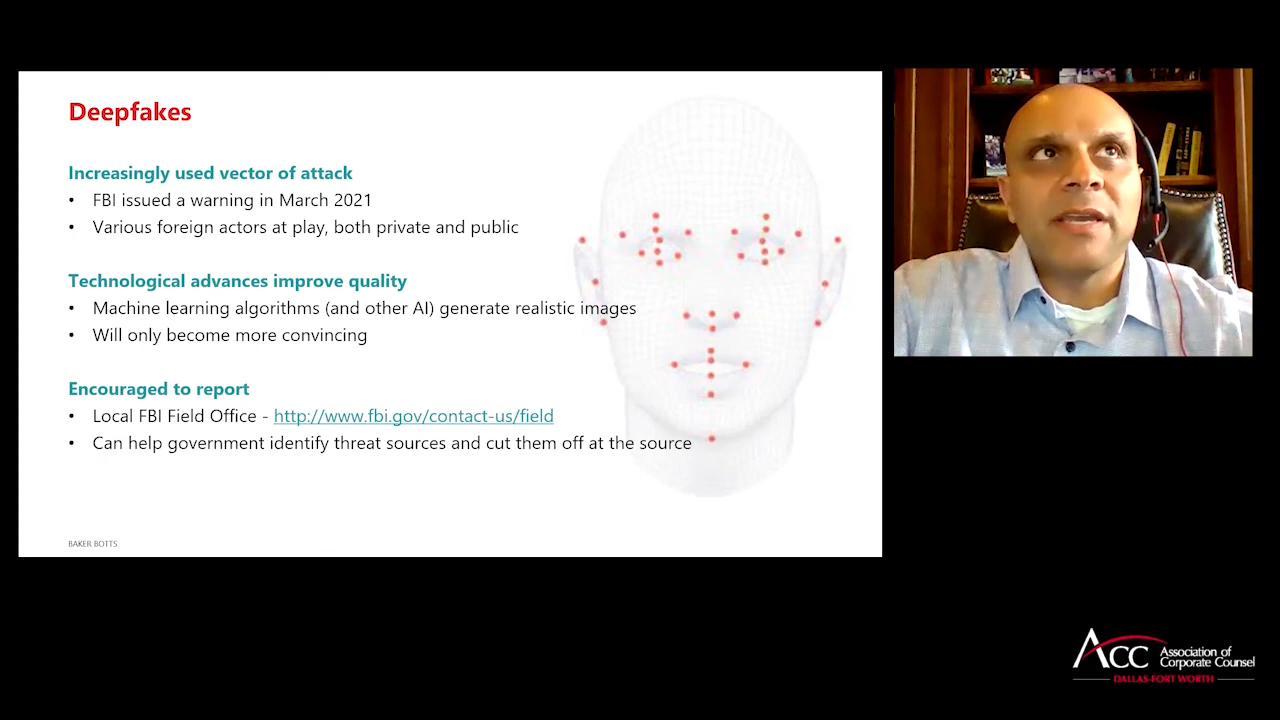 Deepfakes
Increasingly used vector of attack
• FBI issued a warning in March 2021
• Various foreign actors at play, both private and public
Technological advances improve quality
• Machine learning algorithms (and other AI) generate realistic images
• Will only become more convincing
Encouraged to report
• Local FBI Field Office - http://www.fbi.gov/contact-us/field
• Can help government identify threat sources and cut them off at the source
BAKER BOTTS
ACC Association of
Corporate Counsel
DALLAS-FORT WORTH